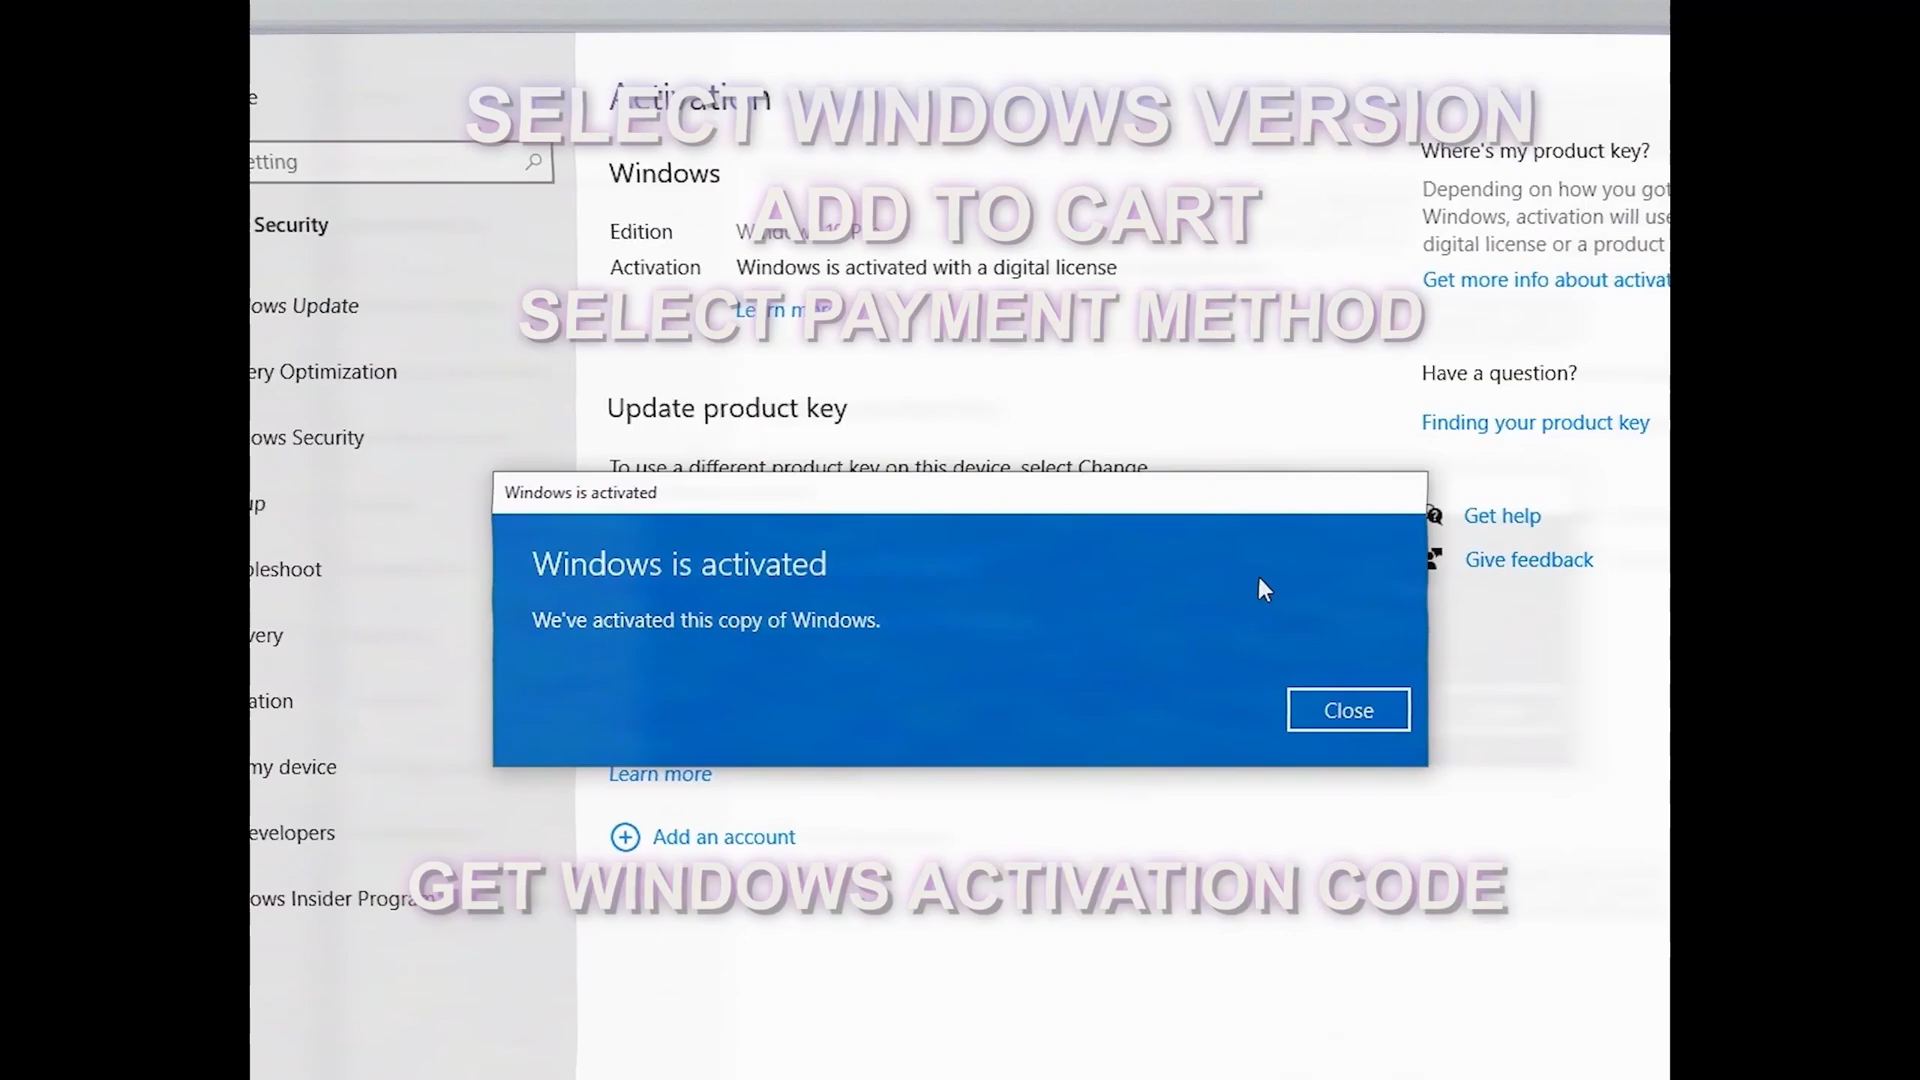 Activation
SELECT WINDOWS VERSION
ADD TO CART
SELECT PAYMENT METHOD
e
etting
Security
ows Update
ery Optimization
ows Security
up
bleshoot
very
ation
my device
evelopers
ows Insider Program
Windows
Edition
Activation Windows is activated with a digital license
Learn more
Update product key
To use a different product key on this device, select Change
Windows is activated
Windows is activated
We've activated this copy of Windows.
Close
Learn more
Add an account
GET WINDOWS ACTIVATION CODE
Where's my product key?
Depending on how you got
Windows, activation will use
digital license or a product
Get more info about activat
Have a question?
Finding your product key
Get help
Give feedback